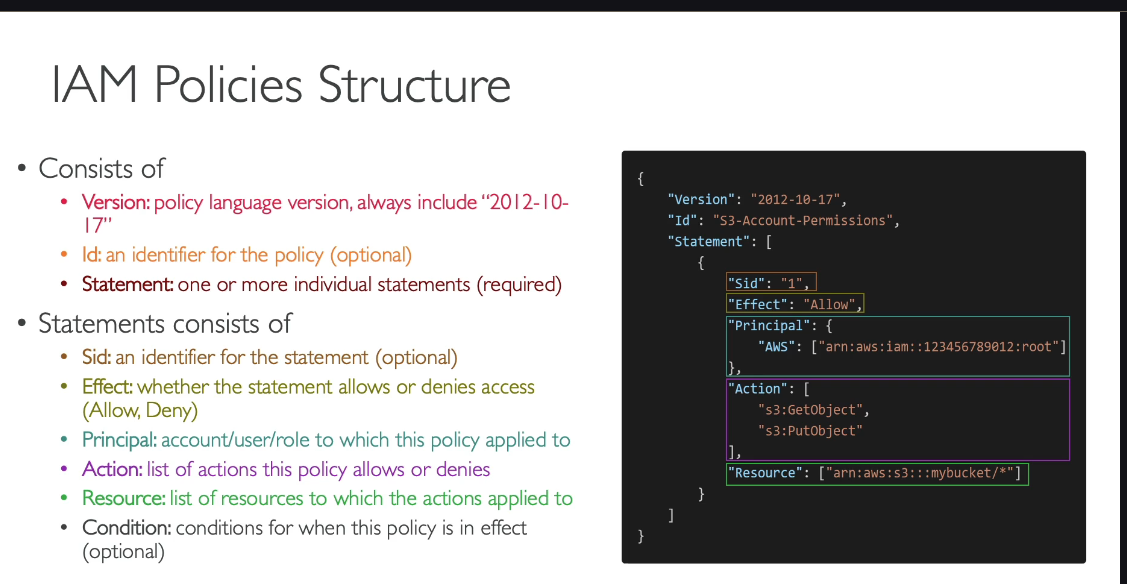 IAM Policies Structure
• Consists of
• Version: policy language version, always include “2012-10-
17”
• Id: an identifier for the policy (optional)
• Statement: one or more individual statements (required)
• Statements consists of
• Sid: an identifier for the statement (optional)
• Effect: whether the statement allows or denies access
(Allow, Deny)
• Principal: account/user/role to which this policy applied to
• Action: list of actions this policy allows or denies
• Resource: list of resources to which the actions applied to
• Condition: conditions for when this policy is in effect
(optional)
{
    "Version": "2012-10-17",
    "Id": "S3-Account-Permissions",
    "Statement": [
        {
            "Sid": "1",
            "Effect": "Allow",
            "Principal": {
                "AWS": ["arn:aws:iam::123456789012:root"]
            },
            "Action": [
                "s3:GetObject",
                "s3:PutObject"
            ],
            "Resource": ["arn:aws:s3:::mybucket/*"]
        }
    ]
}